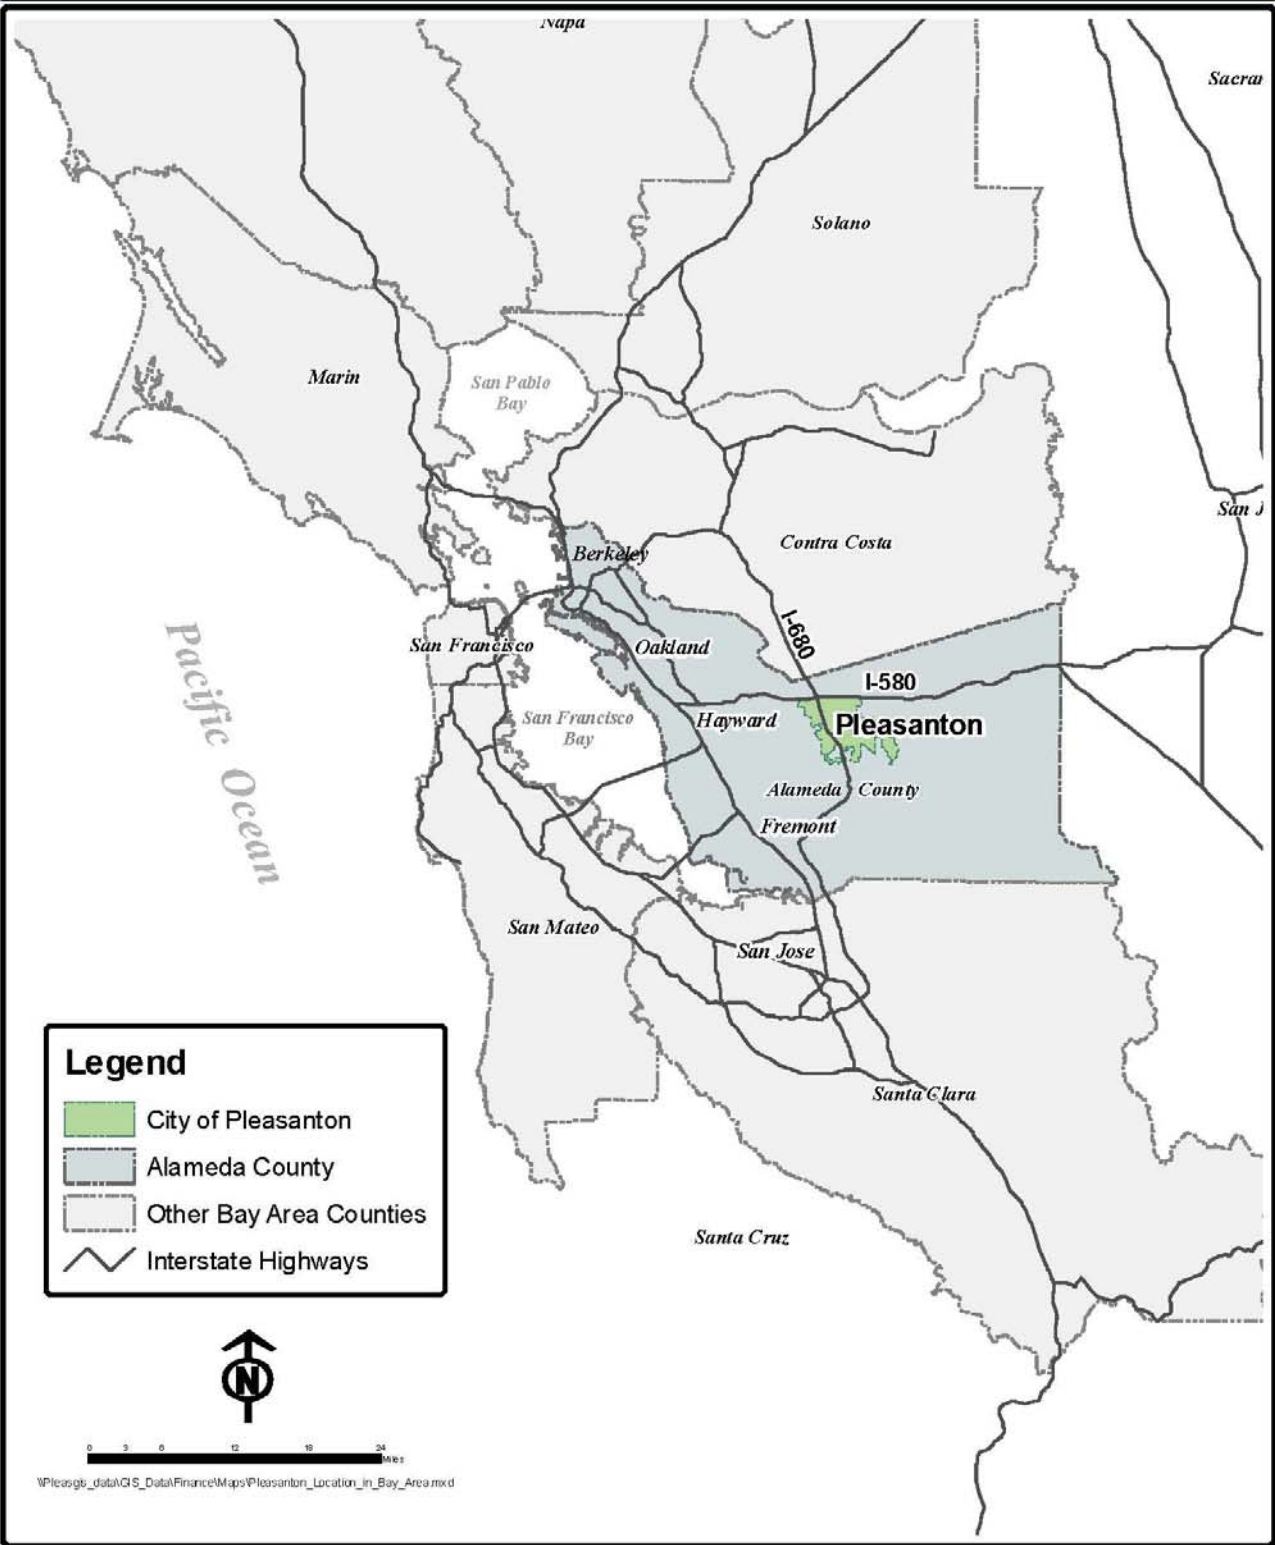 Napa
Sacra
Solano
Marin
San Pablo
Bay
San J
Contra Costa
Berkeley
I-680
Pacific Ocean
San Francisco
Oakland
I-580
San Francisco
Bay
Hayward
Pleasanton
Alameda County
Fremont
San Mateo
San Jose
Santa Clara
Santa Cruz
Legend
City of Pleasanton
Alameda County
Other Bay Area Counties
Interstate Highways
N
0 3 6 12 18 24
Miles
\\Pleasgis_data\GIS_Data\Finance\Maps\Pleasanton_Location_in_Bay_Area.mxd